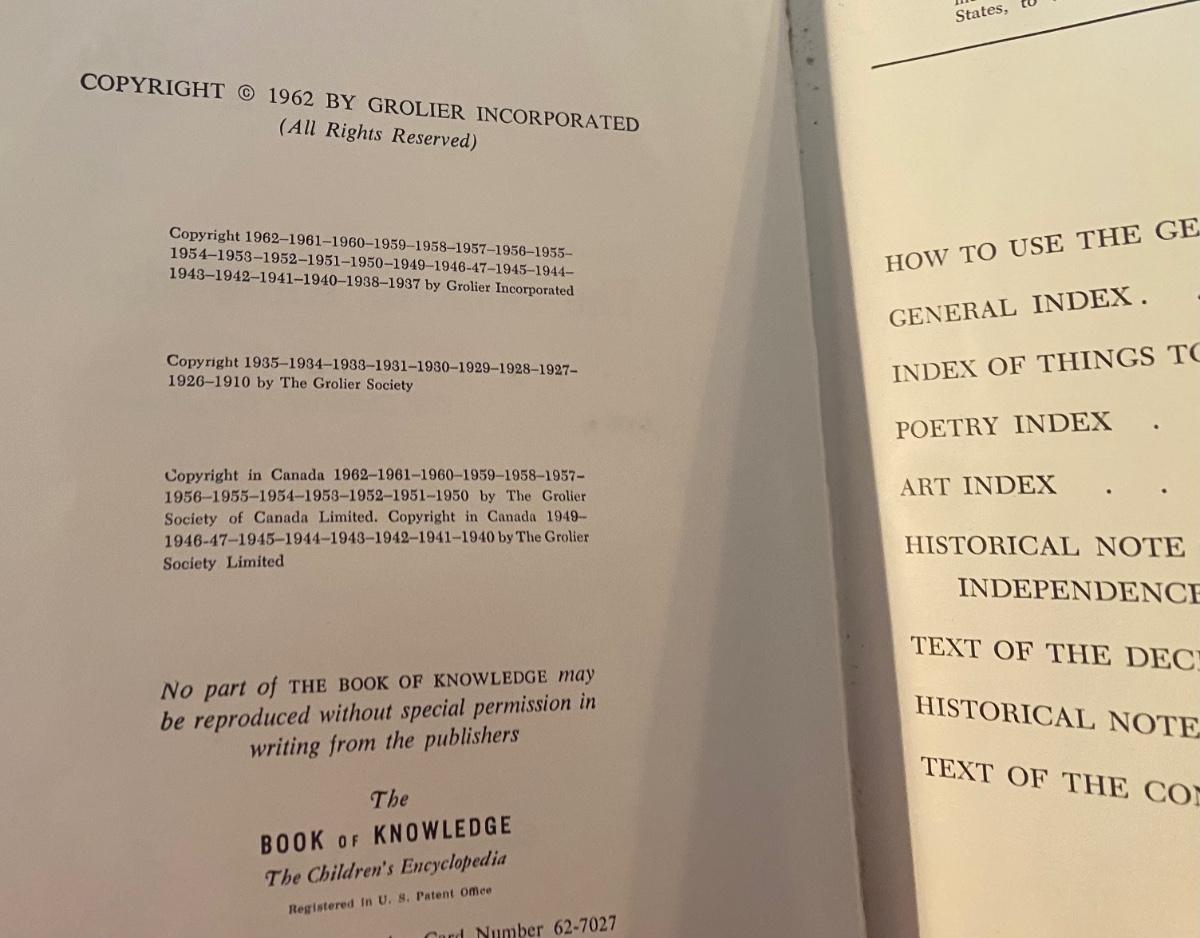 COPYRIGHT © 1962 BY GROLIER INCORPORATED
(All Rights Reserved)
Copyright 1962–1961–1960–1959–1958–1957–1956–1955–
1954–1953–1952–1951–1950–1949–1946-47–1945–1944–
1943–1942–1941–1940–1938–1937 by Grolier Incorporated
Copyright 1935–1934–1933–1931–1930–1929–1928–1927–
1926–1910 by The Grolier Society
Copyright in Canada 1962–1961–1960–1959–1958–1957–
1956–1955–1954–1953–1952–1951–1950 by The Grolier
Society of Canada Limited. Copyright in Canada 1949–
1946-47–1945–1944–1943–1942–1941–1940 by The Grolier
Society Limited
No part of THE BOOK OF KNOWLEDGE may
be reproduced without special permission in
writing from the publishers
The
BOOK OF KNOWLEDGE
The Children's Encyclopedia
Registered in U. S. Patent Office
Card Number 62-7027
States, to
HOW TO USE THE GE
GENERAL INDEX .
INDEX OF THINGS TO
POETRY INDEX .
ART INDEX . .
HISTORICAL NOTE
INDEPENDENCE
TEXT OF THE DEC
HISTORICAL NOTE
TEXT OF THE CON